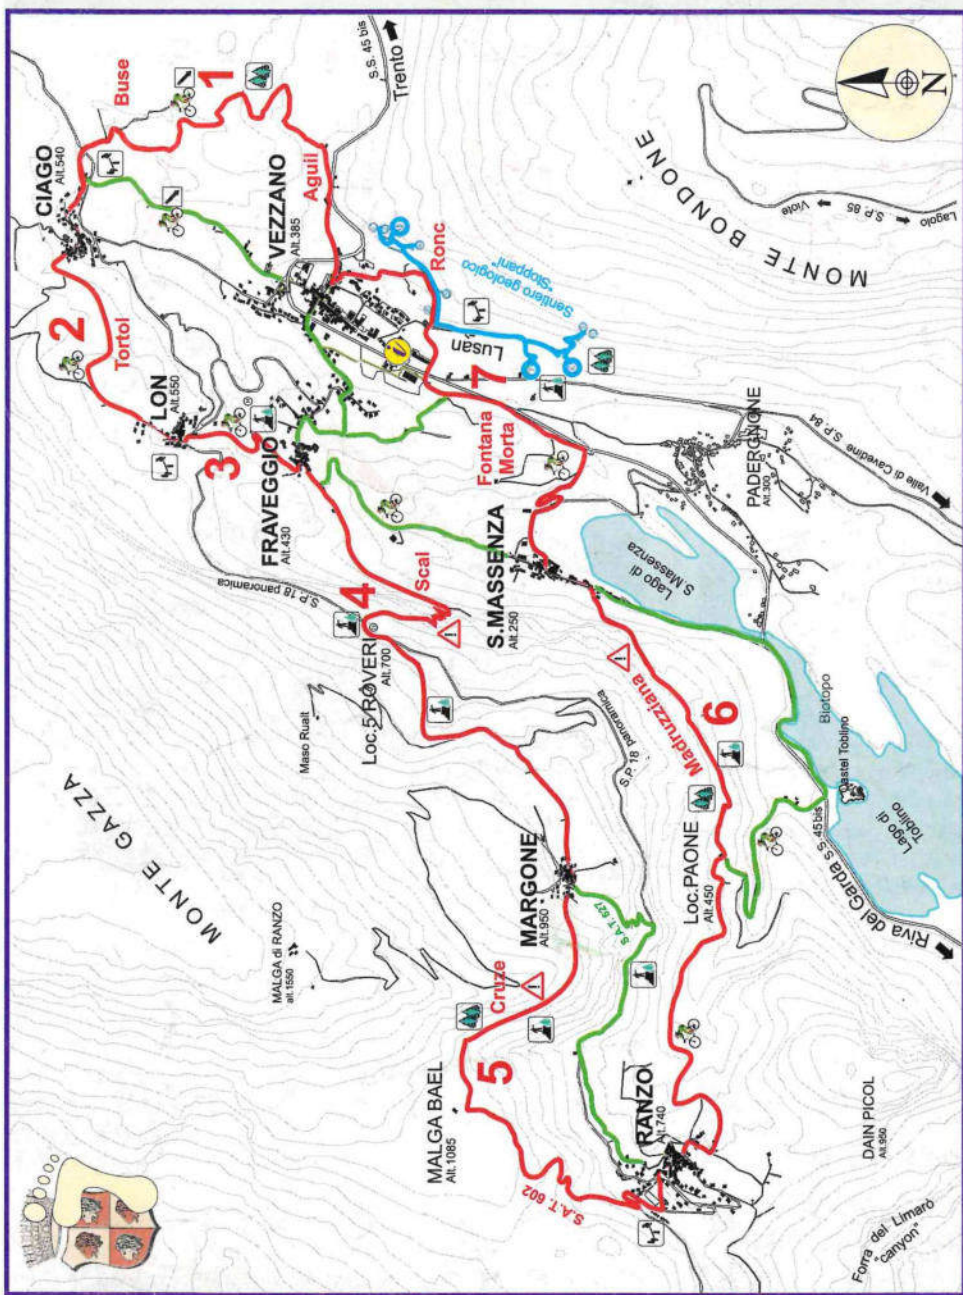 MONTE GAZZA
MALGA di RANZO
alt.1550
Maso Rualt
S.P. 18 panoramica
LON
Alt.550
2
Tortol
CIAGO
Alt.540
Buse
1
3
FRAVEGGIO
Alt.430
VEZZANO
Alt.385
Aguil
S.S. 45 bis
Trento
4
Loc.5 ROVERI
Alt.700
Scal
MARGONE
Alt.950
Cruze
5
MALGA BAEL
Alt.1085
S.A.T. 602
S.A.T. 627
S.P. 18 panoramica
S.MASSENZA
Alt.250
Fontana
Morta
7
Lusan
Ronc
Sentiero geologico
"Stoppani"
i
Madruzziana
6
Loc.PAONE
Alt.450
RANZO
Alt.740
DAIN PICOL
Alt.950
Forra del Limarò
"canyon"
Lago di
S. Massenza
PADERGNONE
Alt.300
Biotopo
Castel Toblino
Lago di
Toblino
Riva del Garda s.S. 45bis
Valle di Cavedine S.P 84
MONTE BONDONE
Viote
S.P. 85
Lagolo
N